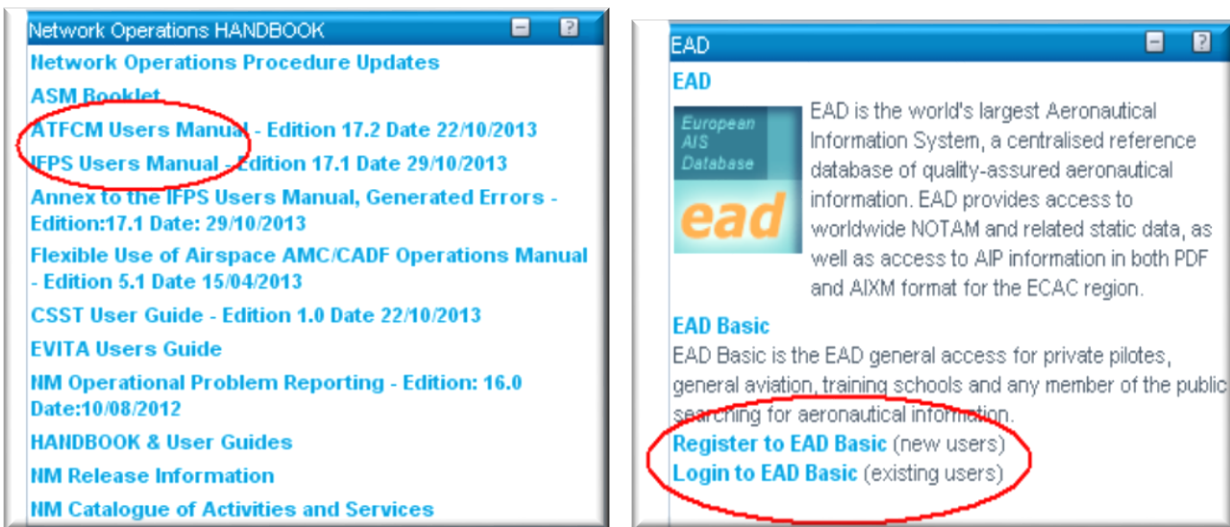 Network Operations HANDBOOK
Network Operations Procedure Updates
ASM Booklet
ATFCM Users Manual - Edition 17.2 Date 22/10/2013
IFPS Users Manual - Edition 17.1 Date 29/10/2013
Annex to the IFPS Users Manual, Generated Errors -
Edition:17.1 Date: 29/10/2013
Flexible Use of Airspace AMC/CADF Operations Manual
- Edition 5.1 Date 15/04/2013
CSST User Guide - Edition 1.0 Date 22/10/2013
EVITA Users Guide
NM Operational Problem Reporting - Edition: 16.0
Date:10/08/2012
HANDBOOK & User Guides
NM Release Information
NM Catalogue of Activities and Services
EAD
EAD
European
AIS
Database
ead
EAD is the world's largest Aeronautical
Information System, a centralised reference
database of quality-assured aeronautical
information. EAD provides access to
worldwide NOTAM and related static data, as
well as access to AIP information in both PDF
and AIXM format for the ECAC region.
EAD Basic
EAD Basic is the EAD general access for private pilotes,
general aviation, training schools and any member of the public
searching for aeronautical information.
Register to EAD Basic (new users)
Login to EAD Basic (existing users)